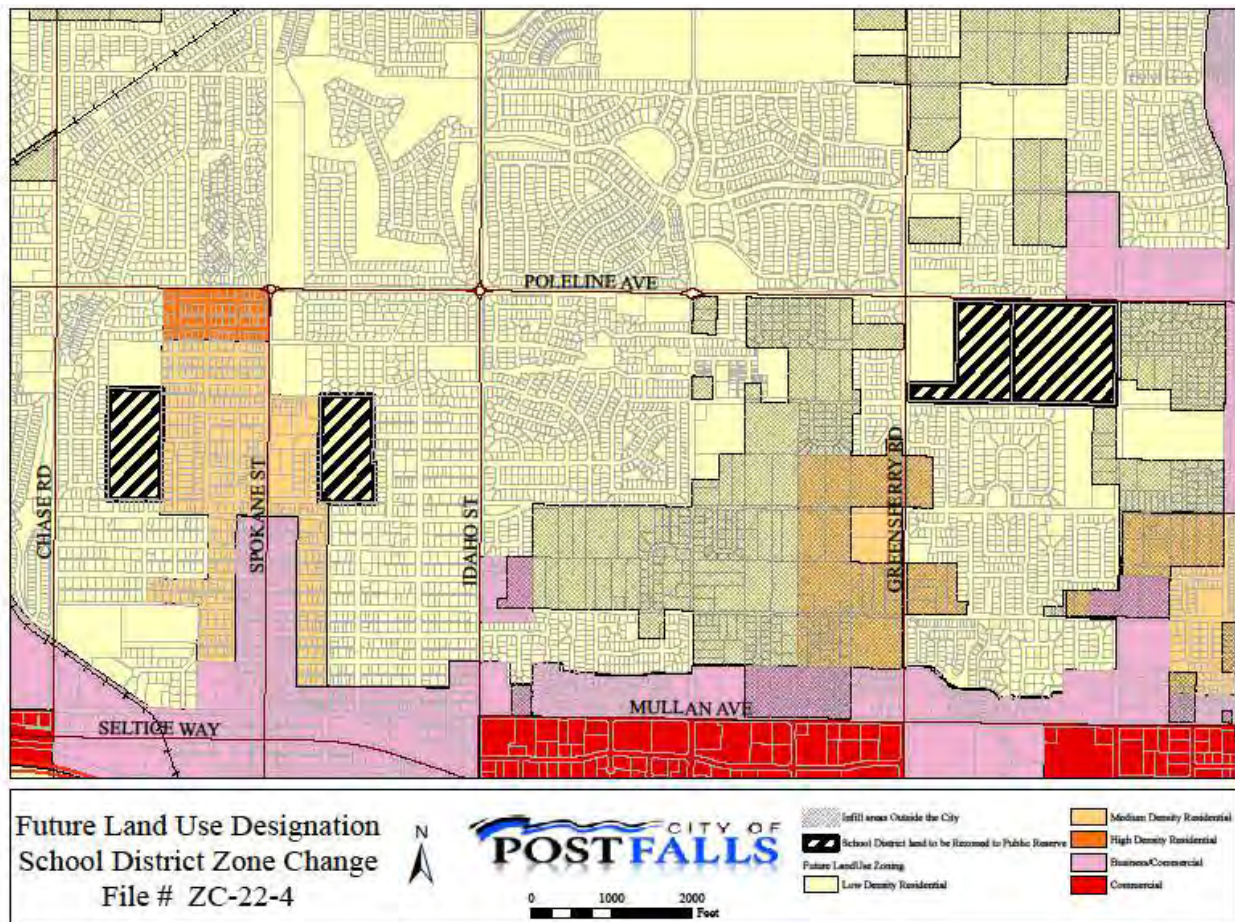 POLELINE AVE
CHASE RD
SPOKANE ST
IDAHO ST
GREENSFERRY RD
MULLAN AVE
SELTICE WAY
Future Land Use Designation
School District Zone Change
File # ZC-22-4
N
CITY OF
POST FALLS
0 1000 2000
Feet
Infill areas Outside the City
School District land to be Rezoned to Public Reserve
Future Land Use Zoning
Low Density Residential
Medium Density Residential
High Density Residential
Business/Commercial
Commercial